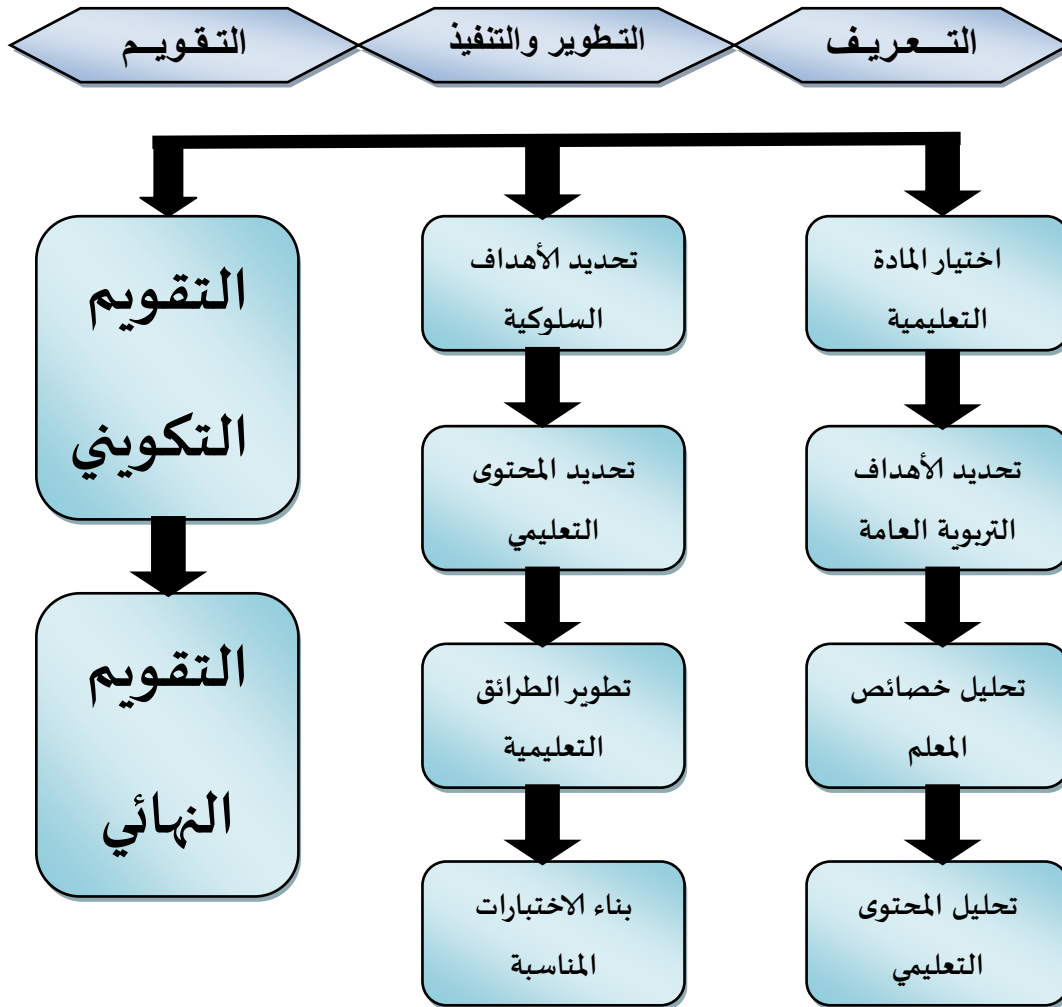 التعريف
التطوير والتنفيذ
التقويم
اختيار المادة
التعليمية
تحديد الأهداف
التربوية العامة
تحليل خصائص
المعلم
تحليل المحتوى
التعليمي
تحديد الأهداف
السلوكية
تحديد المحتوى
التعليمي
تطوير الطرائق
التعليمية
بناء الاختبارات
المناسبة
التقويم
التكويني
التقويم
النهائي